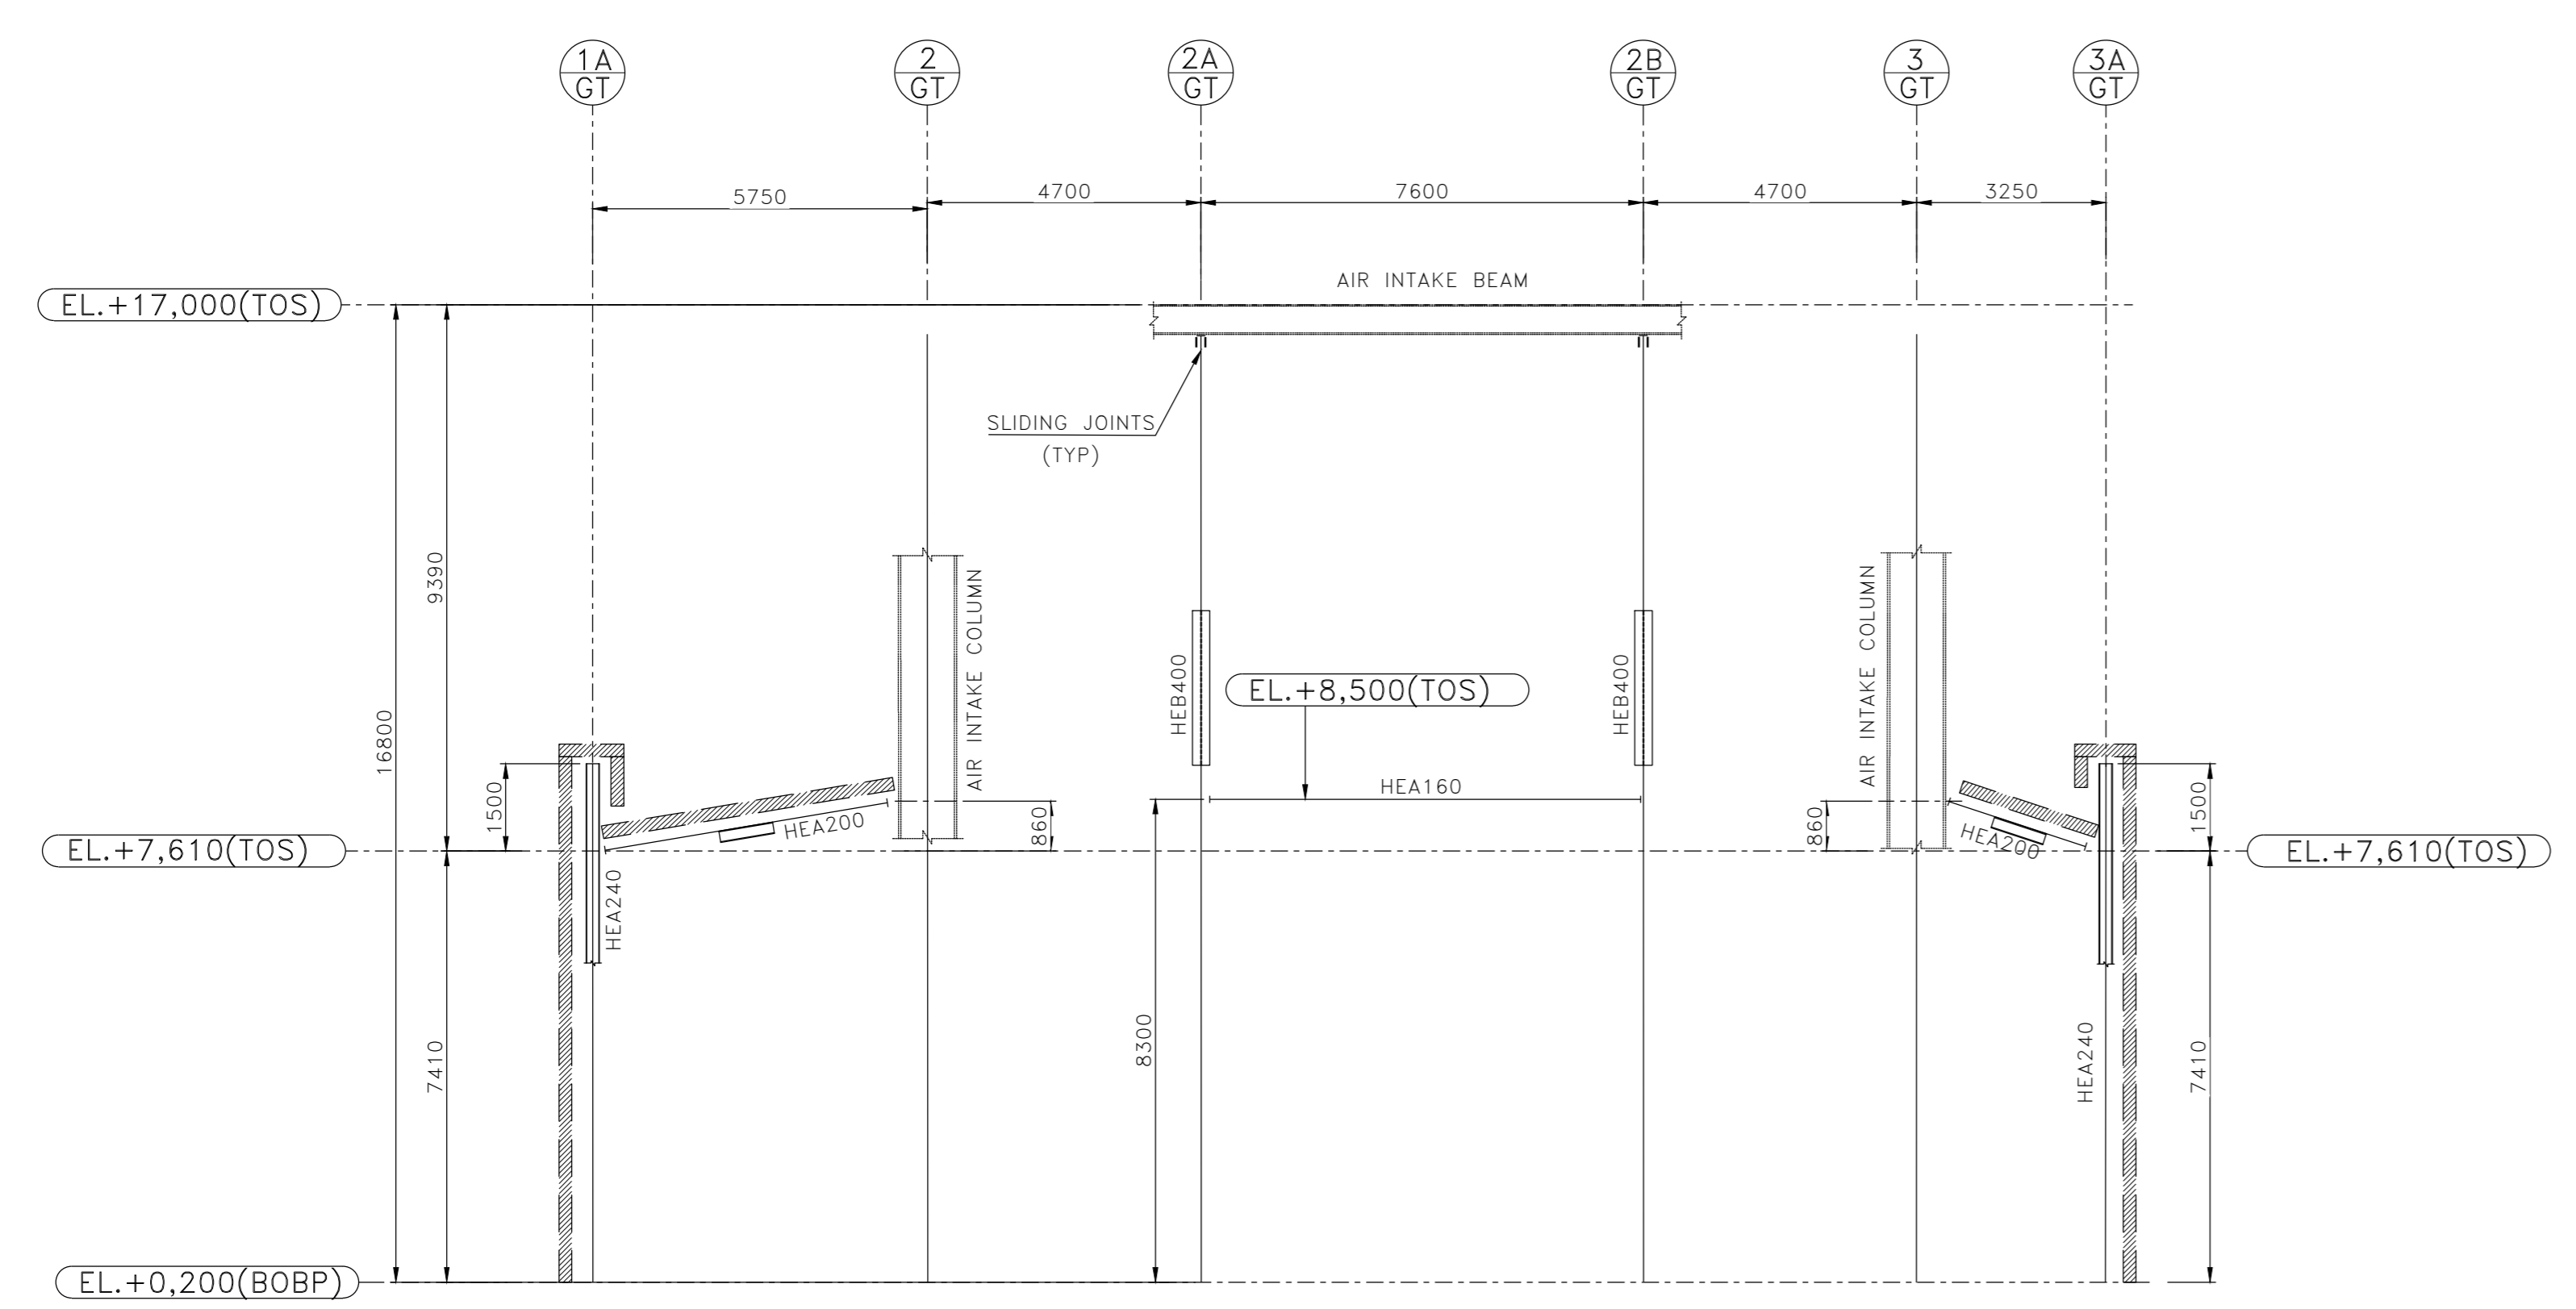 1A
GT
2
GT
2A
GT
2B
GT
3
GT
3A
GT
5750
4700
7600
4700
3250
AIR INTAKE BEAM
EL.+17,000(TOS)
SLIDING JOINTS
(TYP)
9390
16800
AIR INTAKE COLUMN
AIR INTAKE COLUMN
HEB400
HEB400
EL.+8,500(TOS)
HEA160
1500
HEA200
860
860
HEA200
1500
EL.+7,610(TOS)
EL.+7,610(TOS)
HEA240
7410
8300
HEA240
7410
EL.+0,200(BOBP)